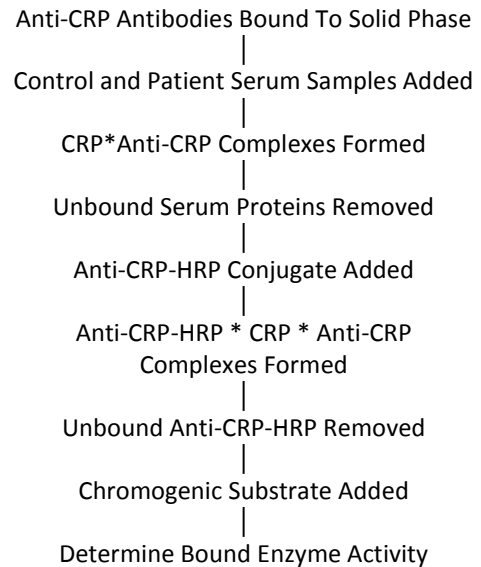 Anti-CRP Antibodies Bound To Solid Phase
Control and Patient Serum Samples Added
CRP*Anti-CRP Complexes Formed
Unbound Serum Proteins Removed
Anti-CRP-HRP Conjugate Added
Anti-CRP-HRP * CRP * Anti-CRP
Complexes Formed
Unbound Anti-CRP-HRP Removed
Chromogenic Substrate Added
Determine Bound Enzyme Activity